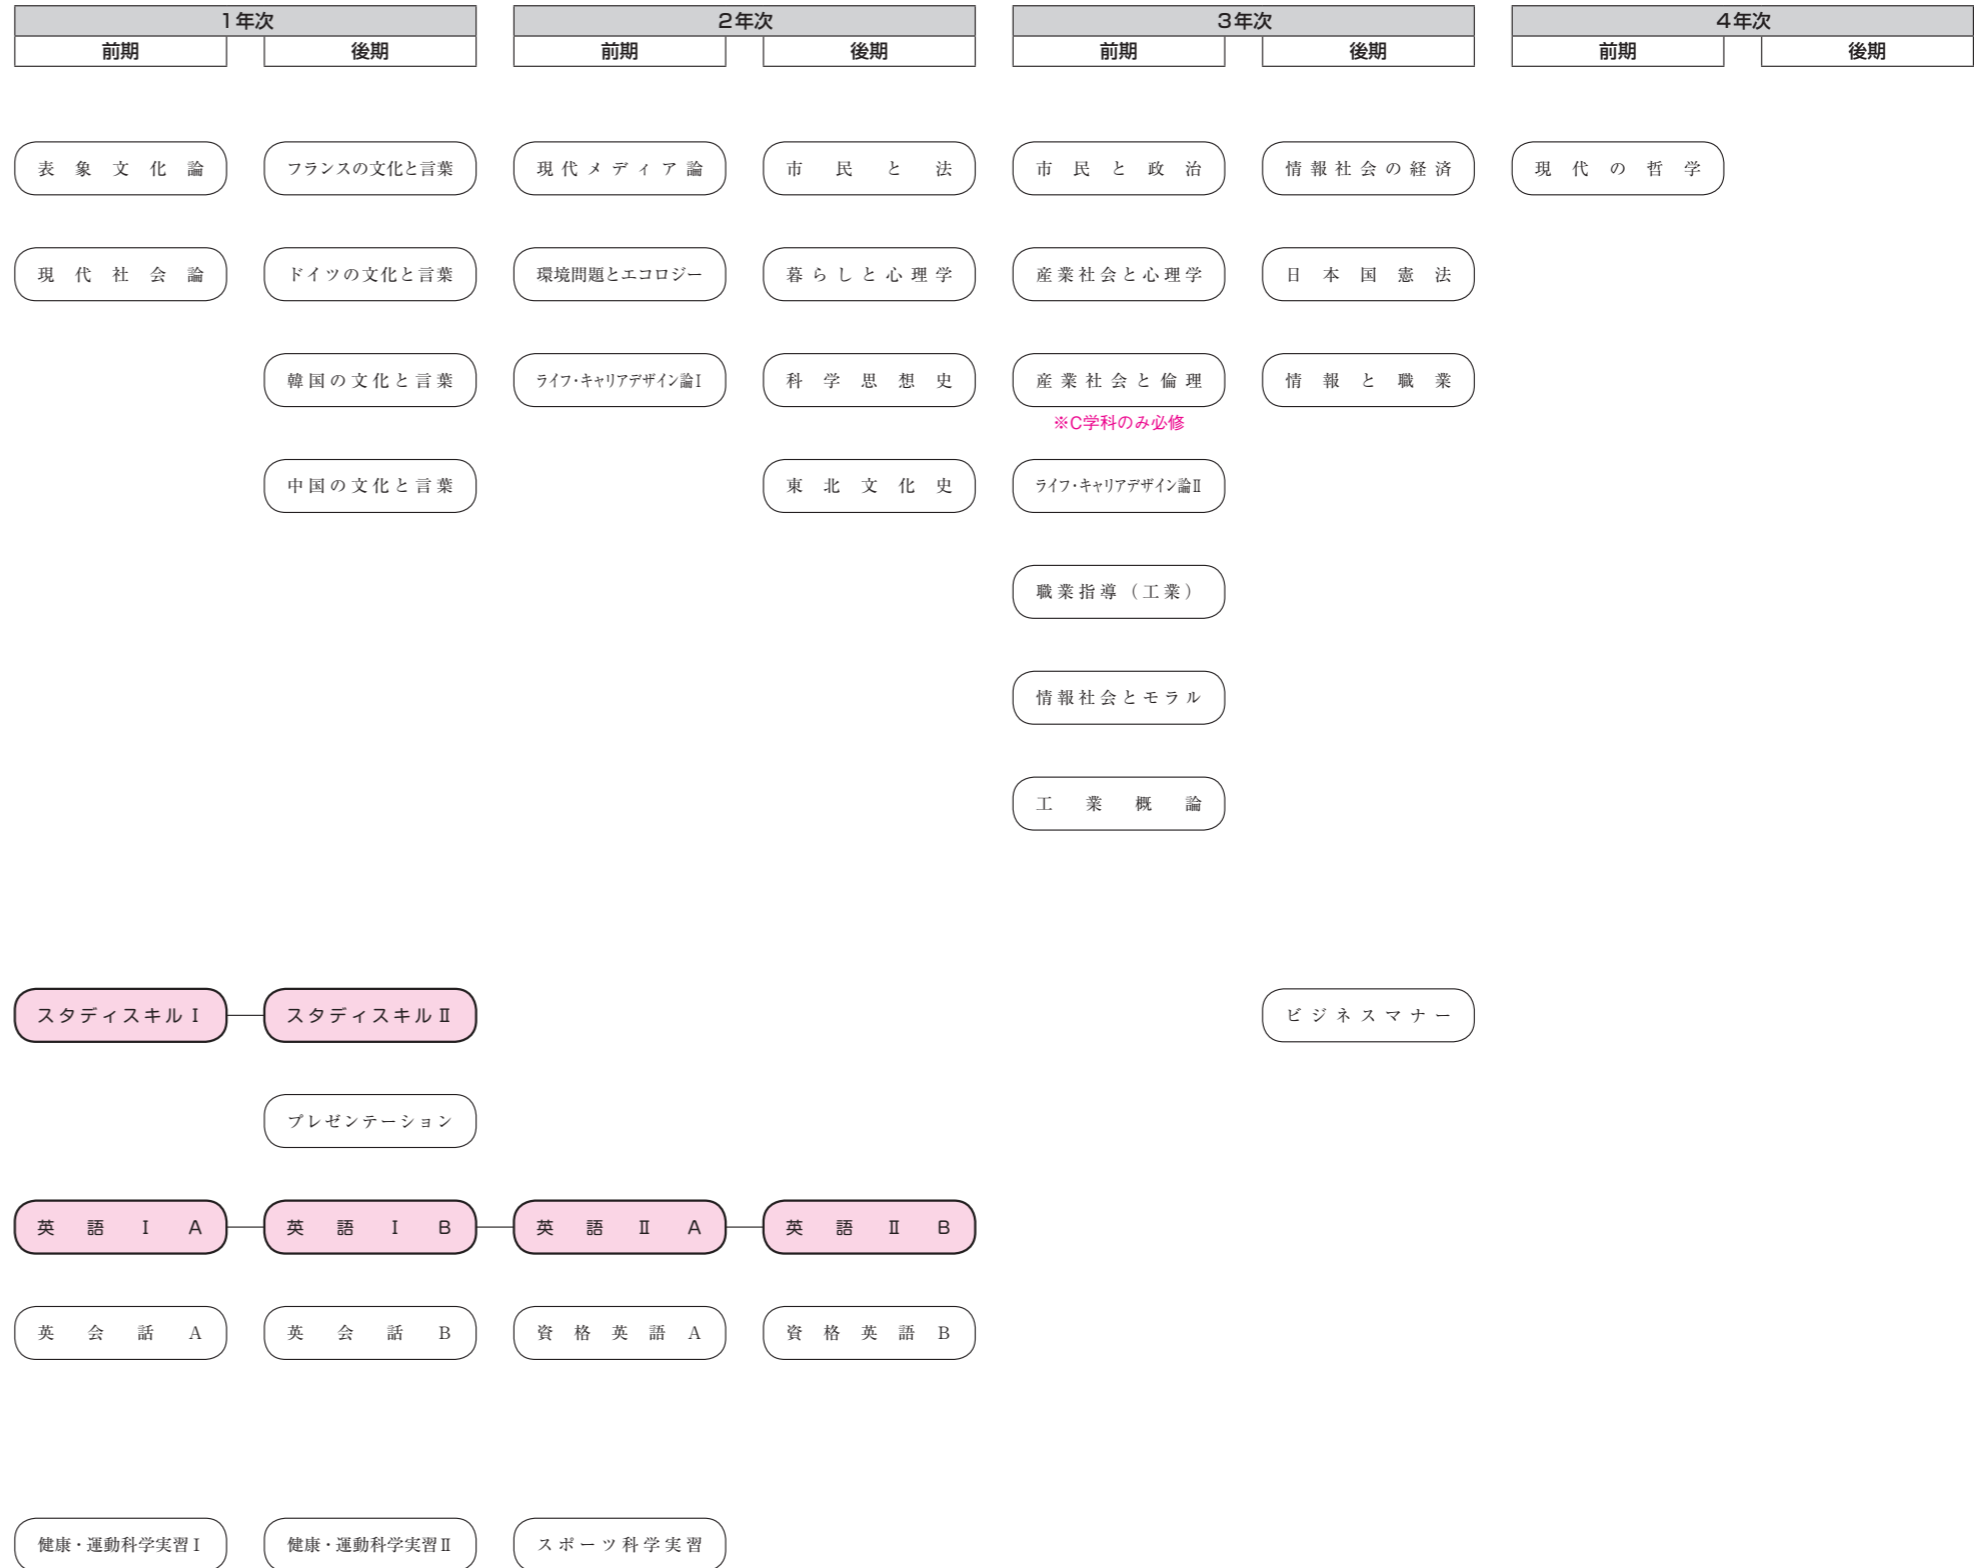 1年次 2年次 3年次 4年次
前期 後期 前期 後期 前期 後期 前期 後期
表象文化論 フランスの文化と言葉 現代メディア論 市民と法 市民と政治 情報社会の経済 現代の哲学
現代社会論 ドイツの文化と言葉 環境問題とエコロジー 暮らしと心理学 産業社会と心理学 日本国憲法
韓国の文化と言葉 ライフ・キャリアデザイン論Ⅰ 科学思想史 産業社会と倫理 情報と職業
※C学科のみ必修
中国の文化と言葉 東北文化史 ライフ・キャリアデザイン論Ⅱ
職業指導（工業）
情報社会とモラル
工業概論
スタディスキルⅠ スタディスキルⅡ ビジネスマナー
プレゼンテーション
英語ⅠA 英語ⅠB 英語ⅡA 英語ⅡB
英会話A 英会話B 資格英語A 資格英語B
健康・運動科学実習Ⅰ 健康・運動科学実習Ⅱ スポーツ科学実習